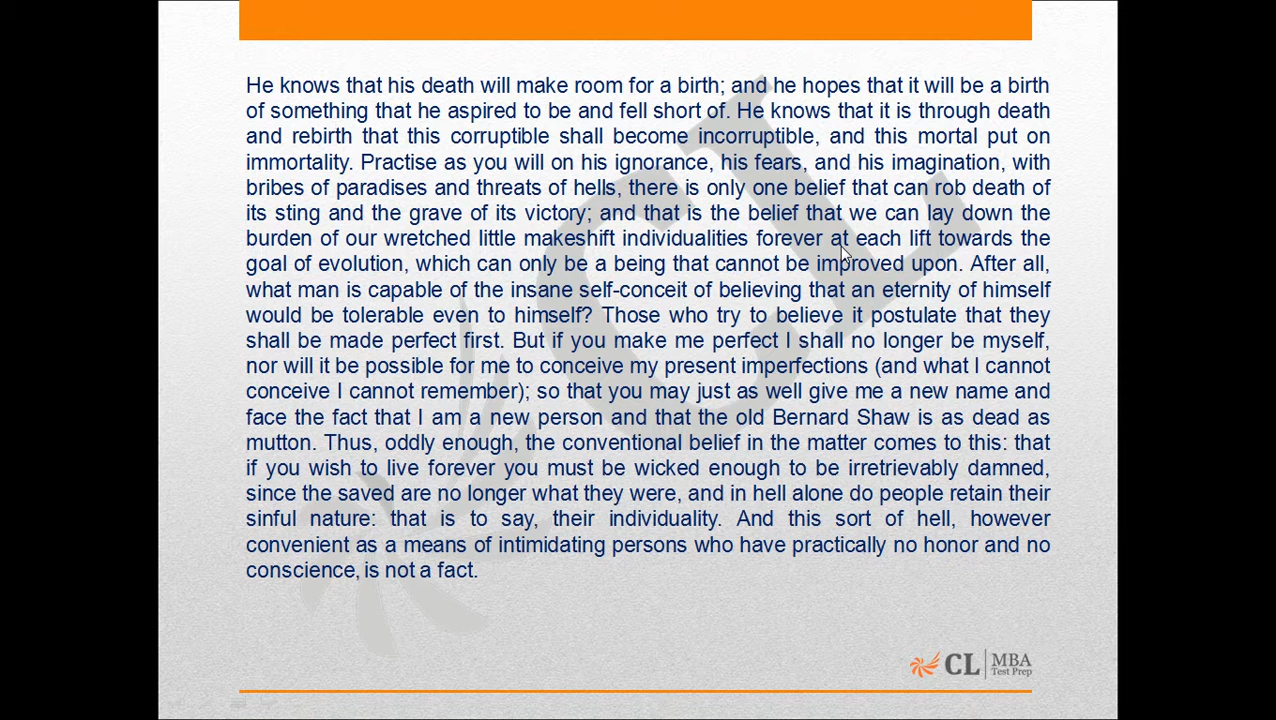 He knows that his death will make room for a birth; and he hopes that it will be a birth
of something that he aspired to be and fell short of. He knows that it is through death
and rebirth that this corruptible shall become incorruptible, and this mortal put on
immortality. Practise as you will on his ignorance, his fears, and his imagination, with
bribes of paradises and threats of hells, there is only one belief that can rob death of
its sting and the grave of its victory; and that is the belief that we can lay down the
burden of our wretched little makeshift individualities forever at each lift towards the
goal of evolution, which can only be a being that cannot be improved upon. After all,
what man is capable of the insane self-conceit of believing that an eternity of himself
would be tolerable even to himself? Those who try to believe it postulate that they
shall be made perfect first. But if you make me perfect I shall no longer be myself,
nor will it be possible for me to conceive my present imperfections (and what I cannot
conceive I cannot remember); so that you may just as well give me a new name and
face the fact that I am a new person and that the old Bernard Shaw is as dead as
mutton. Thus, oddly enough, the conventional belief in the matter comes to this: that
if you wish to live forever you must be wicked enough to be irretrievably damned,
since the saved are no longer what they were, and in hell alone do people retain their
sinful nature: that is to say, their individuality. And this sort of hell, however
convenient as a means of intimidating persons who have practically no honor and no
conscience, is not a fact.
CL MBA
Test Prep